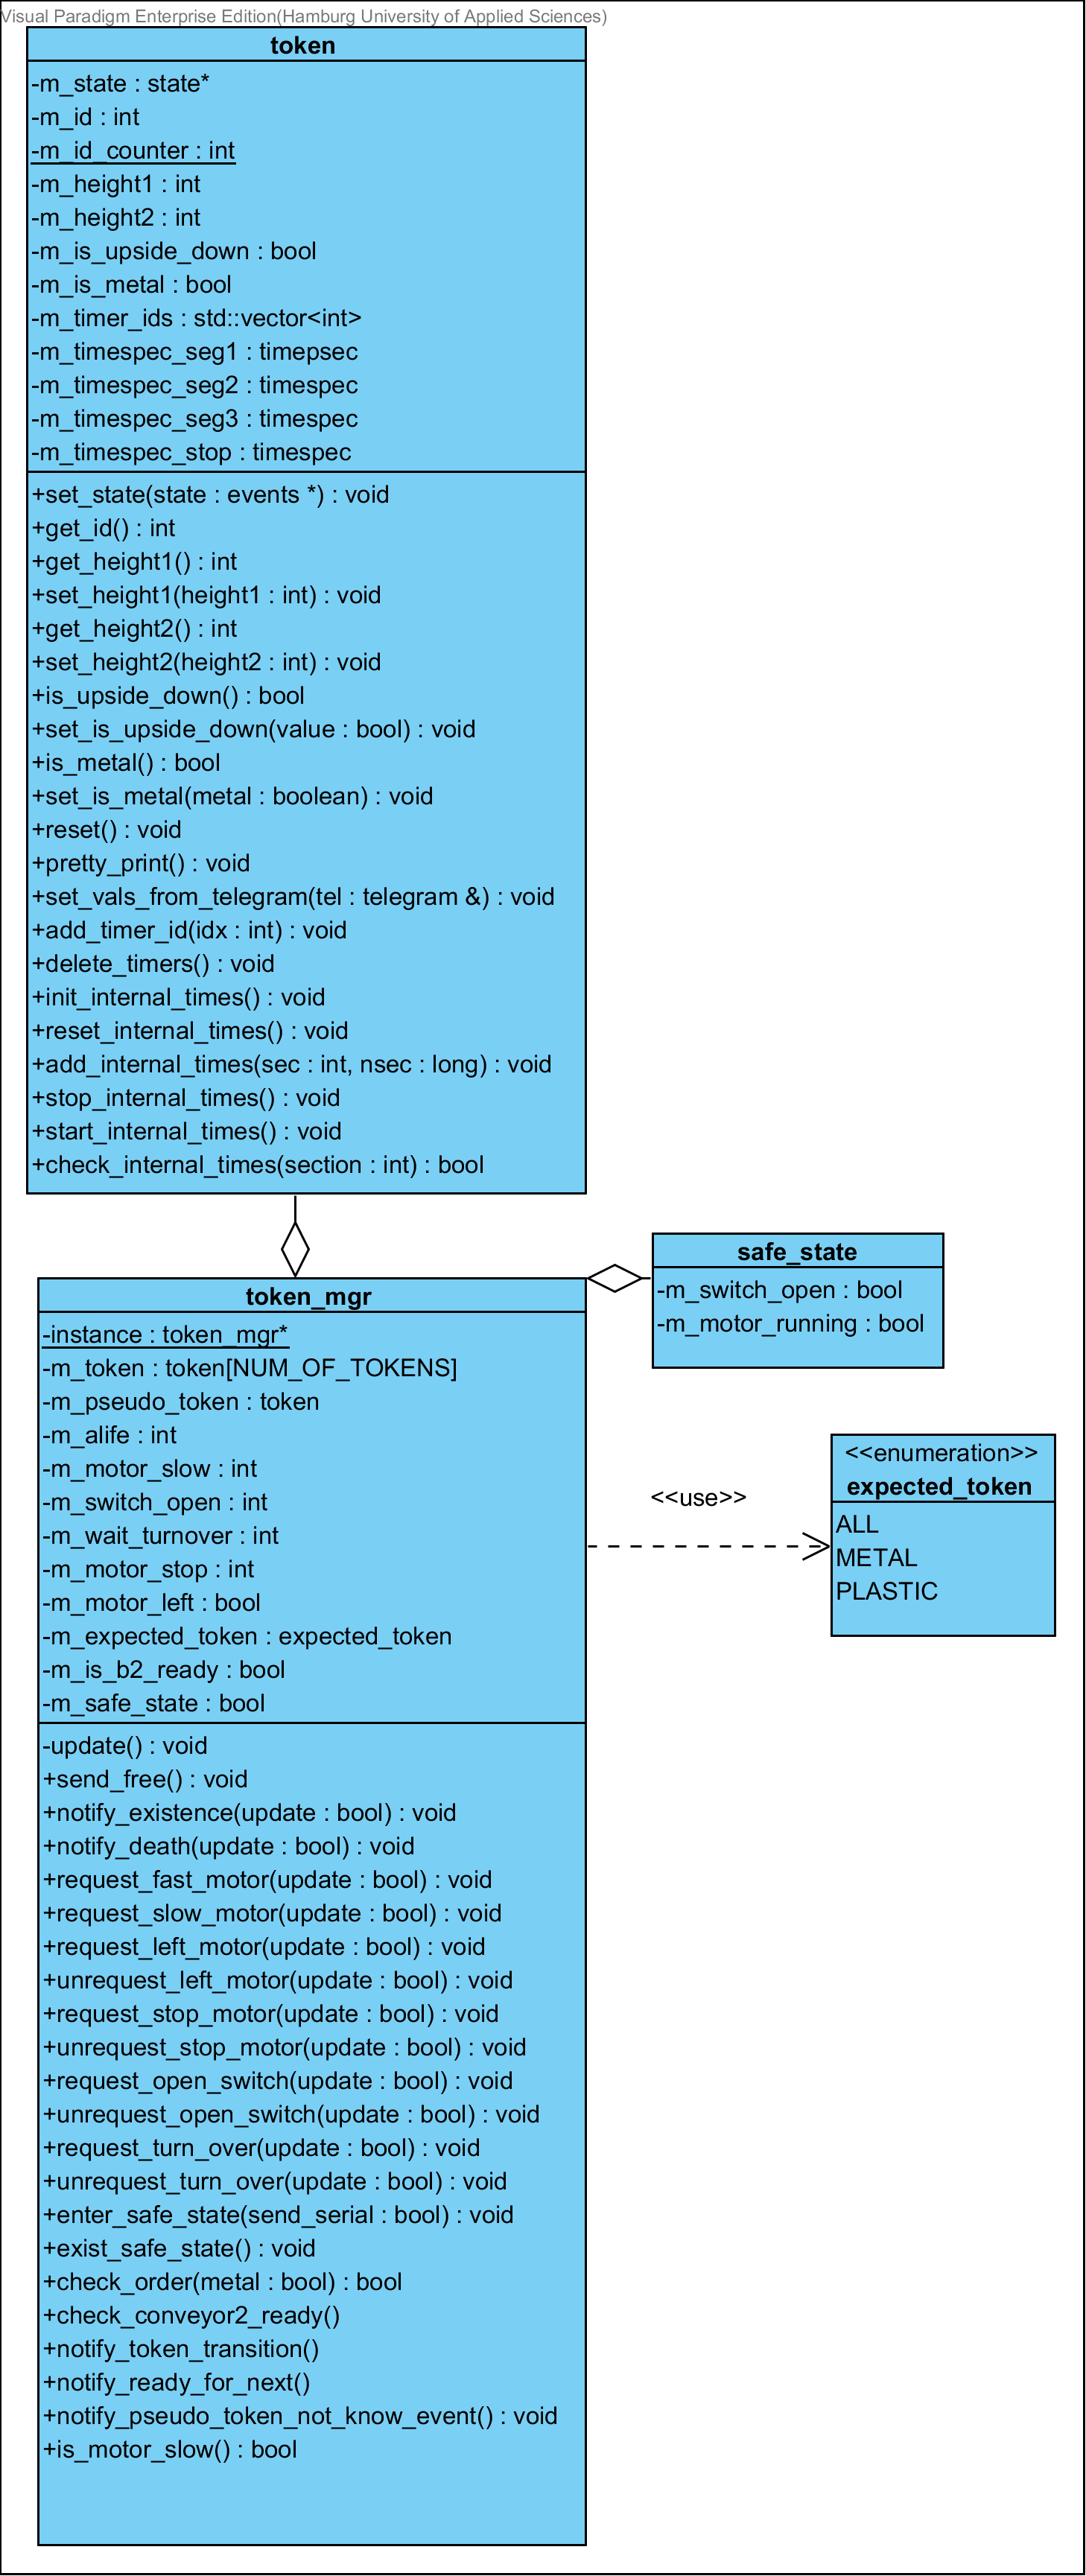 Visual Paradigm Enterprise Edition(Hamburg University of Applied Sciences)
token
-m_state : state*
-m_id : int
-m_id_counter : int
-m_height1 : int
-m_height2 : int
-m_is_upside_down : bool
-m_is_metal : bool
-m_timer_ids : std::vector<int>
-m_timespec_seg1 : timepsec
-m_timespec_seg2 : timespec
-m_timespec_seg3 : timespec
-m_timespec_stop : timespec
+set_state(state : events *) : void
+get_id() : int
+get_height1() : int
+set_height1(height1 : int) : void
+get_height2() : int
+set_height2(height2 : int) : void
+is_upside_down() : bool
+set_is_upside_down(value : bool) : void
+is_metal() : bool
+set_is_metal(metal : boolean) : void
+reset() : void
+pretty_print() : void
+set_vals_from_telegram(tel : telegram &) : void
+add_timer_id(idx : int) : void
+delete_timers() : void
+init_internal_times() : void
+reset_internal_times() : void
+add_internal_times(sec : int, nsec : long) : void
+stop_internal_times() : void
+start_internal_times() : void
+check_internal_times(section : int) : bool
safe_state
-m_switch_open : bool
-m_motor_running : bool
token_mgr
-instance : token_mgr*
-m_token : token[NUM_OF_TOKENS]
-m_pseudo_token : token
-m_alife : int
-m_motor_slow : int
-m_switch_open : int
-m_wait_turnover : int
-m_motor_stop : int
-m_motor_left : bool
-m_expected_token : expected_token
-m_is_b2_ready : bool
-m_safe_state : bool
<<use>>
<<enumeration>>
expected_token
ALL
METAL
PLASTIC
-update() : void
+send_free() : void
+notify_existence(update : bool) : void
+notify_death(update : bool) : void
+request_fast_motor(update : bool) : void
+request_slow_motor(update : bool) : void
+request_left_motor(update : bool) : void
+unrequest_left_motor(update : bool) : void
+request_stop_motor(update : bool) : void
+unrequest_stop_motor(update : bool) : void
+request_open_switch(update : bool) : void
+unrequest_open_switch(update : bool) : void
+request_turn_over(update : bool) : void
+unrequest_turn_over(update : bool) : void
+enter_safe_state(send_serial : bool) : void
+exist_safe_state() : void
+check_order(metal : bool) : bool
+check_conveyor2_ready()
+notify_token_transition()
+notify_ready_for_next()
+notify_pseudo_token_not_know_event() : void
+is_motor_slow() : bool